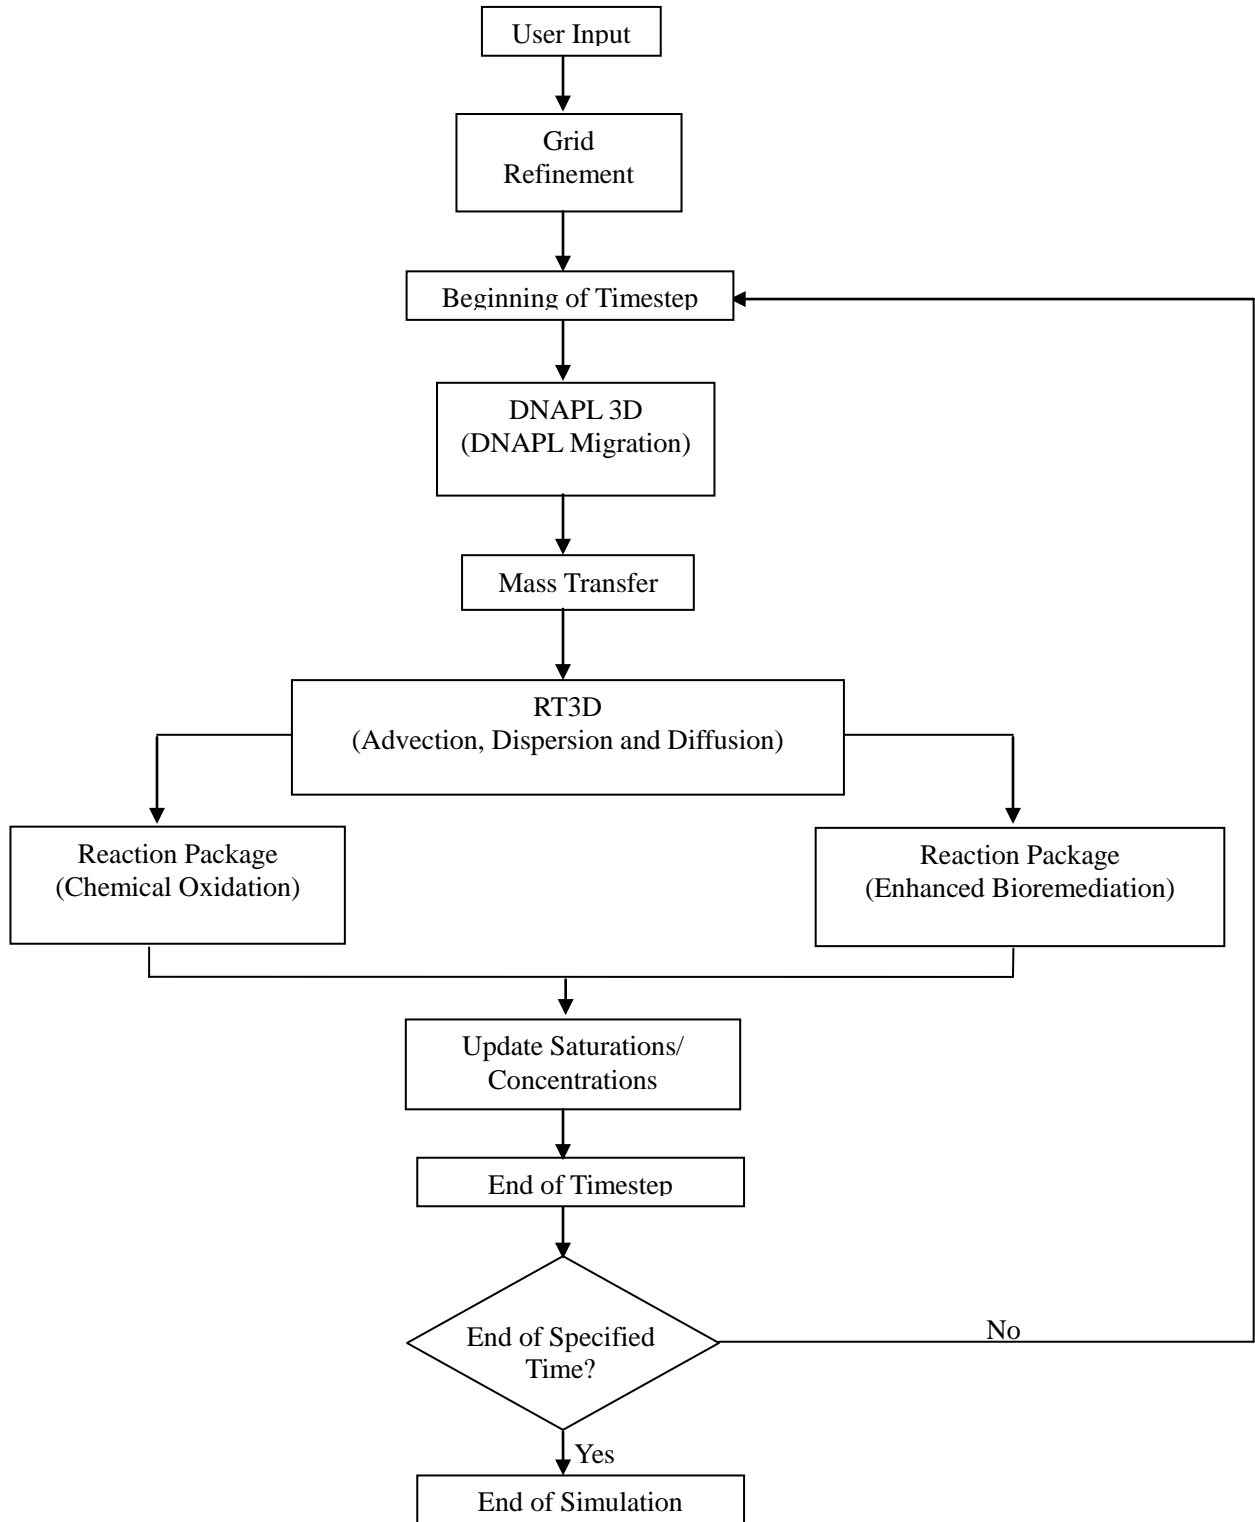 User Input
Grid
Refinement
Beginning of Timestep
DNAPL 3D
(DNAPL Migration)
Mass Transfer
RT3D
(Advection, Dispersion and Diffusion)
Reaction Package
(Chemical Oxidation)
Reaction Package
(Enhanced Bioremediation)
Update Saturations/
Concentrations
End of Timestep
End of Specified
Time?
No
Yes
End of Simulation